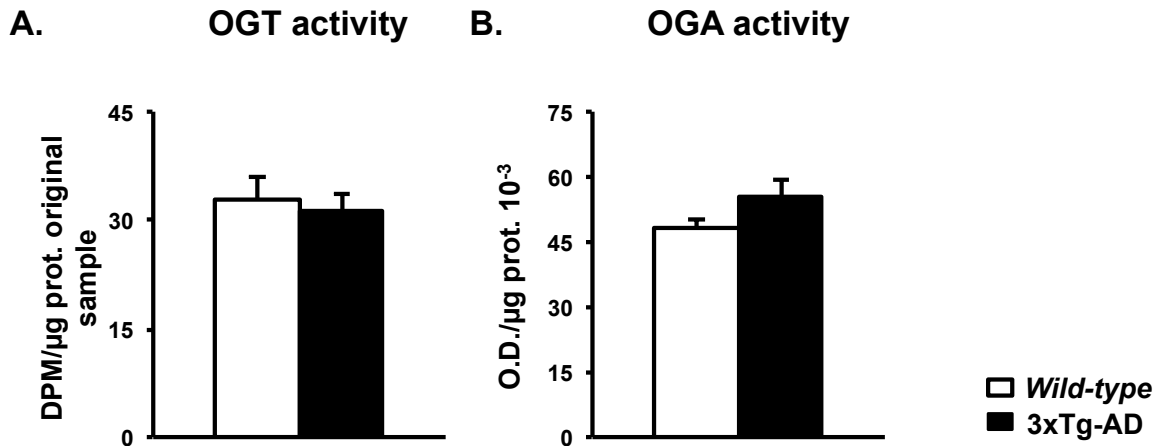 A. OGT activity
B. OGA activity
DPM/µg prot. original
sample
45
30
15
0
O.D./µg prot. 10-3
75
60
45
30
15
0
Wild-type
3xTg-AD